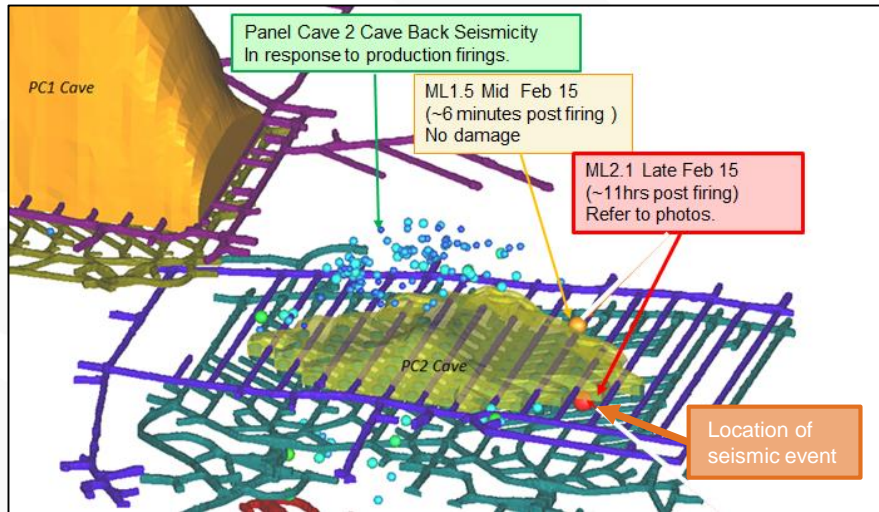 Panel Cave 2 Cave Back Seismicity
In response to production firings.
PC1 Cave
ML1.5 Mid Feb 15
(~6 minutes post firing )
No damage
ML2.1 Late Feb 15
(~11hrs post firing)
Refer to photos.
PC2 Cave
Location of
seismic event